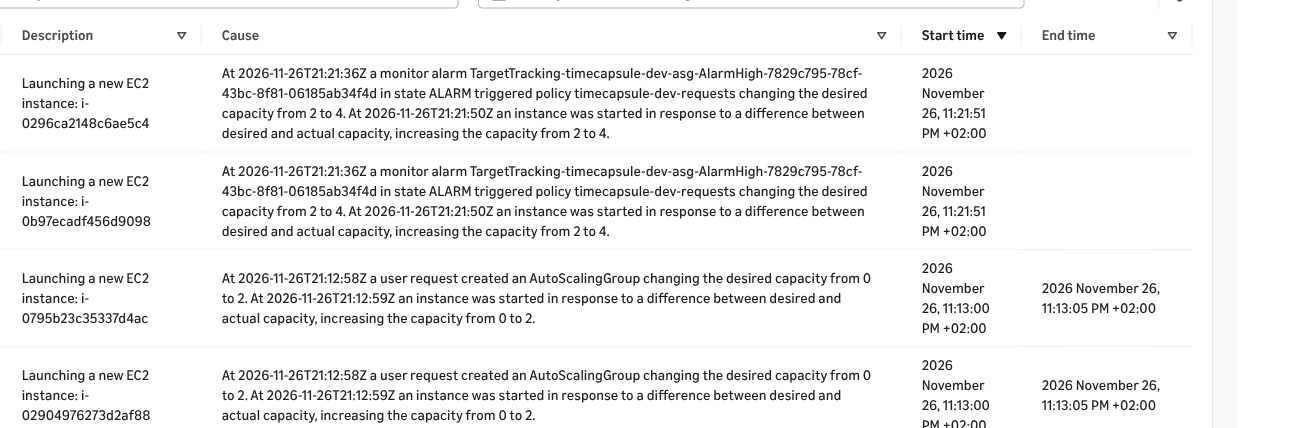 Description
Cause
Start time
End time
Launching a new EC2
instance: i-
0296ca2148c6ae5c4
At 2026-11-26T21:21:36Z a monitor alarm TargetTracking-timecapsule-dev-asg-AlarmHigh-7829c795-78cf-
43bc-8f81-06185ab34f4d in state ALARM triggered policy timecapsule-dev-requests changing the desired
capacity from 2 to 4. At 2026-11-26T21:21:50Z an instance was started in response to a difference between
desired and actual capacity, increasing the capacity from 2 to 4.
2026
November
26, 11:21:51
PM +02:00
Launching a new EC2
instance: i-
0b97ecadf456d9098
At 2026-11-26T21:21:36Z a monitor alarm TargetTracking-timecapsule-dev-asg-AlarmHigh-7829c795-78cf-
43bc-8f81-06185ab34f4d in state ALARM triggered policy timecapsule-dev-requests changing the desired
capacity from 2 to 4. At 2026-11-26T21:21:50Z an instance was started in response to a difference between
desired and actual capacity, increasing the capacity from 2 to 4.
2026
November
26, 11:21:51
PM +02:00
Launching a new EC2
instance: i-
0795b23c35337d4ac
At 2026-11-26T21:12:58Z a user request created an AutoScalingGroup changing the desired capacity from 0
to 2. At 2026-11-26T21:12:59Z an instance was started in response to a difference between desired and
actual capacity, increasing the capacity from 0 to 2.
2026
November
26, 11:13:00
PM +02:00
2026 November 26,
11:13:05 PM +02:00
Launching a new EC2
instance: i-
02904976273d2af88
At 2026-11-26T21:12:58Z a user request created an AutoScalingGroup changing the desired capacity from 0
to 2. At 2026-11-26T21:12:59Z an instance was started in response to a difference between desired and
actual capacity, increasing the capacity from 0 to 2.
2026
November
26, 11:13:00
PM +02:00
2026 November 26,
11:13:05 PM +02:00